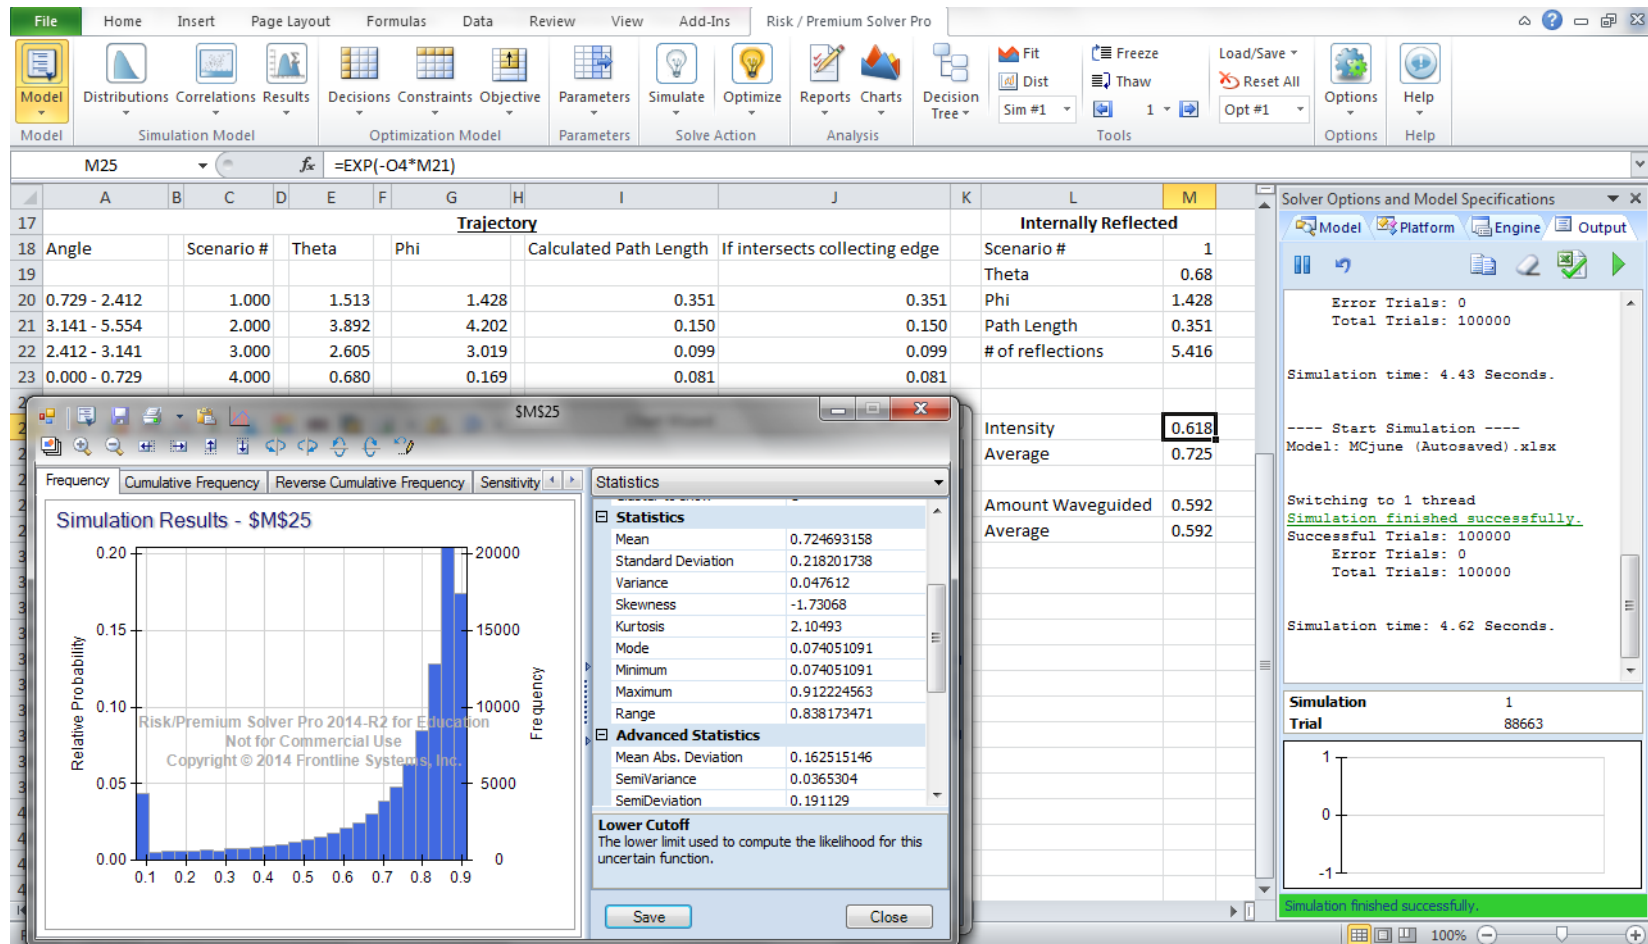 File Home Insert Page Layout Formulas Data Review View Add-Ins Risk / Premium Solver Pro
Model Distributions Correlations Results Decisions Constraints Objective Parameters Simulate Optimize Reports Charts Decision Tree Fit Dist Sim #1 Freeze Thaw 1 Load/Save Reset All Opt #1 Options Help
Model Simulation Model Optimization Model Parameters Solve Action Analysis Tools Options Help
M25 fx =EXP(-O4*M21)
A B C D E F G H I J K L M
17 Trajectory Internally Reflected
18 Angle Scenario # Theta Phi Calculated Path Length If intersects collecting edge Scenario # 1
19 Theta 0.68
20 0.729 - 2.412 1.000 1.513 1.428 0.351 0.351 Phi 1.428
21 3.141 - 5.554 2.000 3.892 4.202 0.150 0.150 Path Length 0.351
22 2.412 - 3.141 3.000 2.605 3.019 0.099 0.099 # of reflections 5.416
23 0.000 - 0.729 4.000 0.680 0.169 0.081 0.081
Intensity 0.618
Average 0.725
Amount Waveguided 0.592
Average 0.592
$M$25
Frequency Cumulative Frequency Reverse Cumulative Frequency Sensitivity
Simulation Results - $M$25
0.20 20000
0.15 15000
0.10 10000
0.05 5000
0.00 0
0.1 0.2 0.3 0.4 0.5 0.6 0.7 0.8 0.9
Relative Probability
Frequency
Risk/Premium Solver Pro 2014-R2 for Education
Not for Commercial Use
Copyright © 2014 Frontline Systems, Inc.
Statistics
Statistics
Mean 0.724693158
Standard Deviation 0.218201738
Variance 0.047612
Skewness -1.73068
Kurtosis 2.10493
Mode 0.074051091
Minimum 0.074051091
Maximum 0.912224563
Range 0.838173471
Advanced Statistics
Mean Abs. Deviation 0.162515146
SemiVariance 0.0365304
SemiDeviation 0.191129
Lower Cutoff
The lower limit used to compute the likelihood for this
uncertain function.
Save Close
Solver Options and Model Specifications
Model Platform Engine Output
Error Trials: 0
Total Trials: 100000
Simulation time: 4.43 Seconds.
---- Start Simulation ----
Model: MCjune (Autosaved).xlsx
Switching to 1 thread
Simulation finished successfully.
Successful Trials: 100000
Error Trials: 0
Total Trials: 100000
Simulation time: 4.62 Seconds.
Simulation 1
Trial 88663
1
0
-1
Simulation finished successfully.
100%